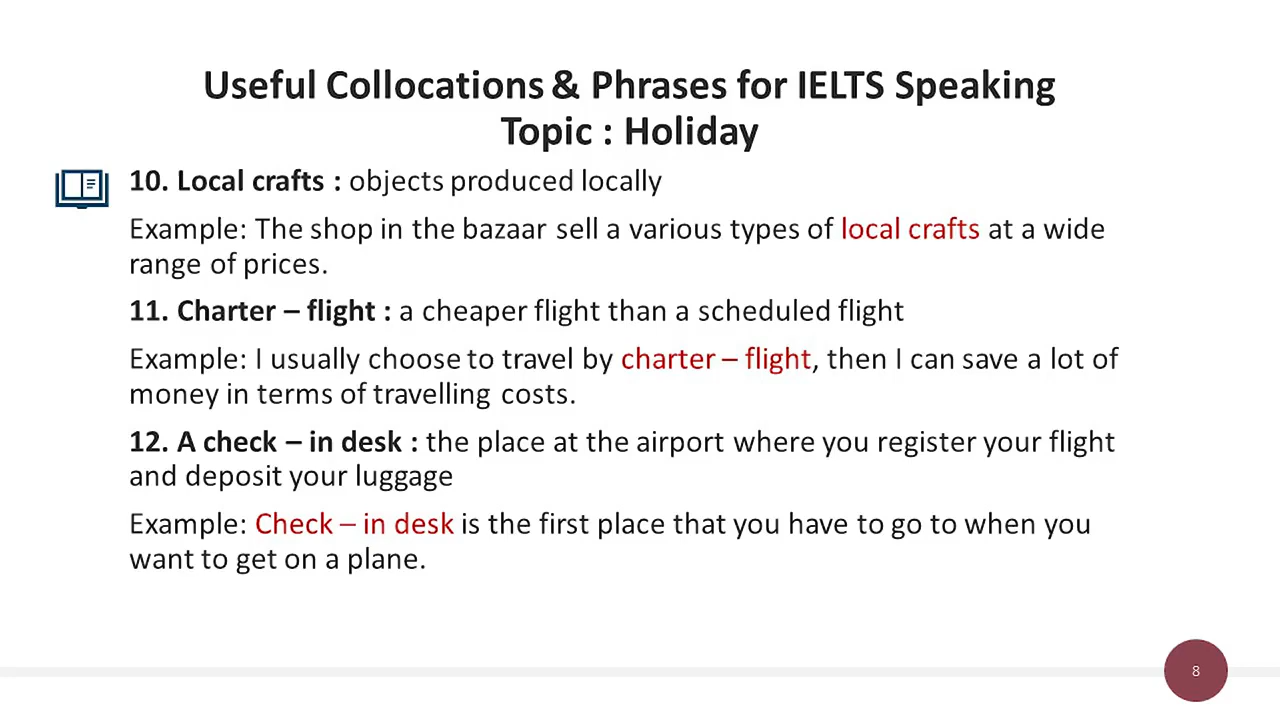 Useful Collocations & Phrases for IELTS Speaking
Topic : Holiday
10. Local crafts : objects produced locally
Example: The shop in the bazaar sell a various types of local crafts at a wide
range of prices.
11. Charter – flight : a cheaper flight than a scheduled flight
Example: I usually choose to travel by charter – flight, then I can save a lot of
money in terms of travelling costs.
12. A check – in desk : the place at the airport where you register your flight
and deposit your luggage
Example: Check – in desk is the first place that you have to go to when you
want to get on a plane.
8